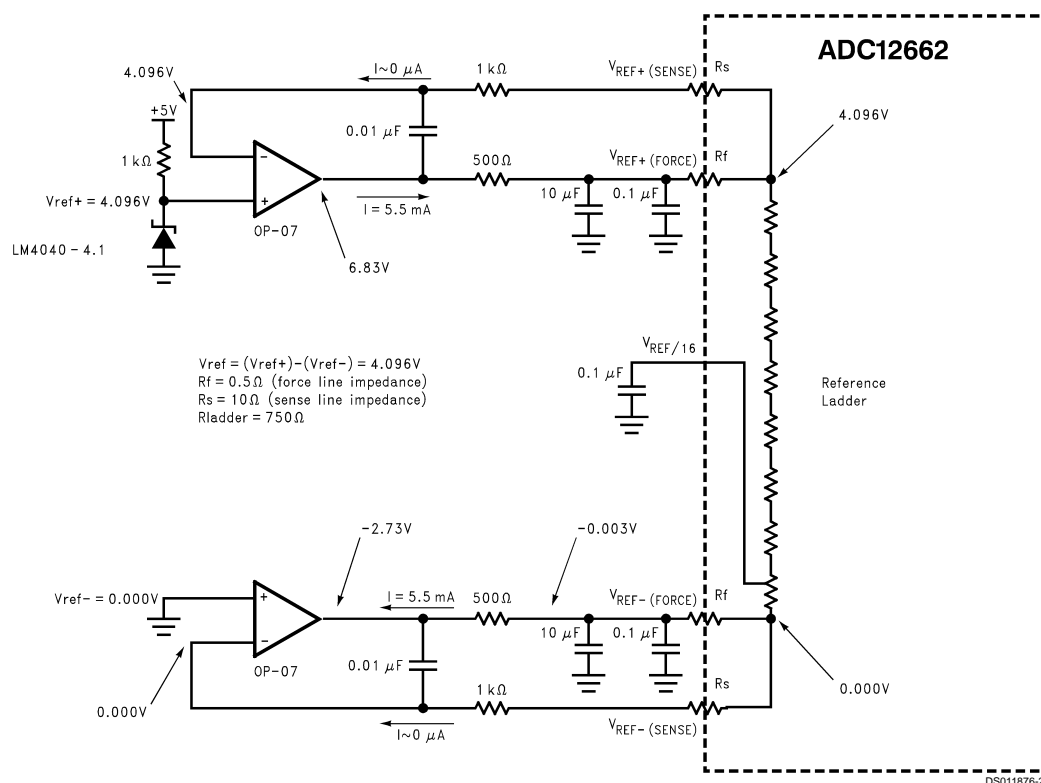 ADC12662
I~0 μA
1 kΩ
VREF+ (SENSE)
Rs
4.096V
+5V
0.01 μF
4.096V
1 kΩ
500Ω
VREF+ (FORCE)
Rf
Vref+ = 4.096V
I = 5.5 mA
10 μF
0.1 μF
OP-07
LM4040-4.1
6.83V
VREF/16
Vref = (Vref+)-(Vref-) = 4.096V
Rf = 0.5Ω (force line impedance)
Rs = 10Ω (sense line impedance)
Rladder = 750Ω
0.1 μF
Reference
Ladder
-2.73V
-0.003V
Vref- = 0.000V
I = 5.5 mA
500Ω
VREF- (FORCE)
Rf
10 μF
0.1 μF
OP-07
0.01 μF
0.000V
1 kΩ
Rs
0.000V
I~0 μA
VREF- (SENSE)